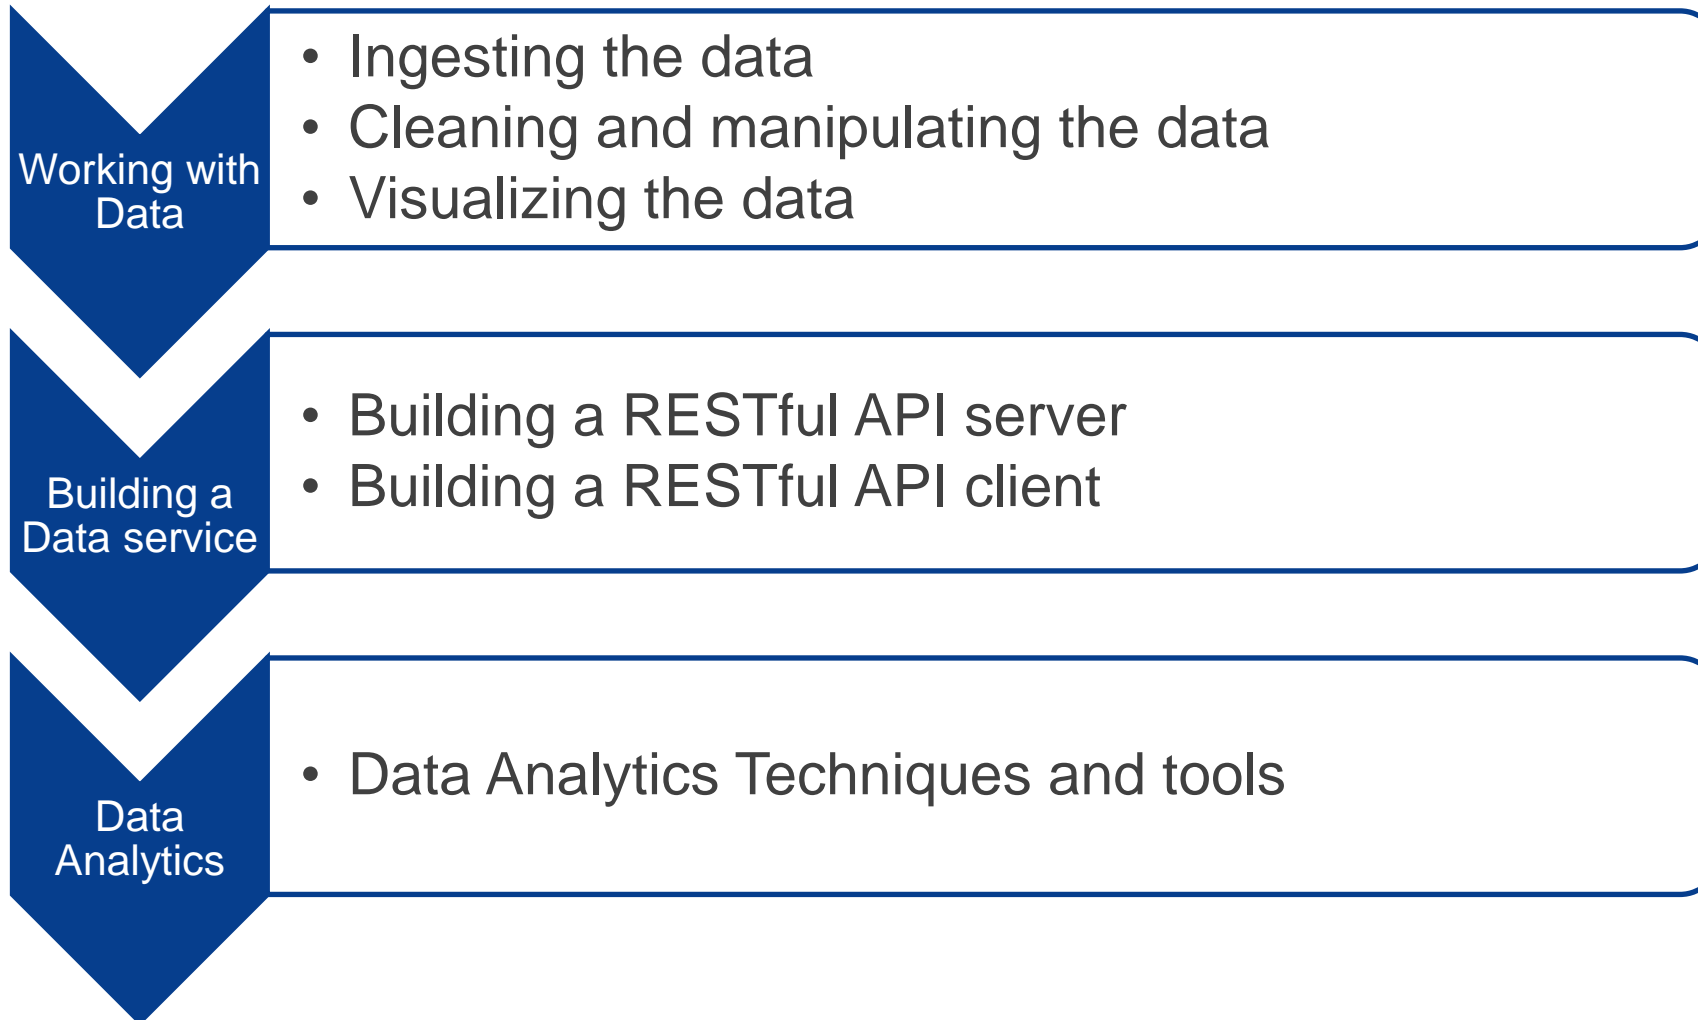 Working with
Data
• Ingesting the data
• Cleaning and manipulating the data
• Visualizing the data
Building a
Data service
• Building a RESTful API server
• Building a RESTful API client
Data
Analytics
• Data Analytics Techniques and tools